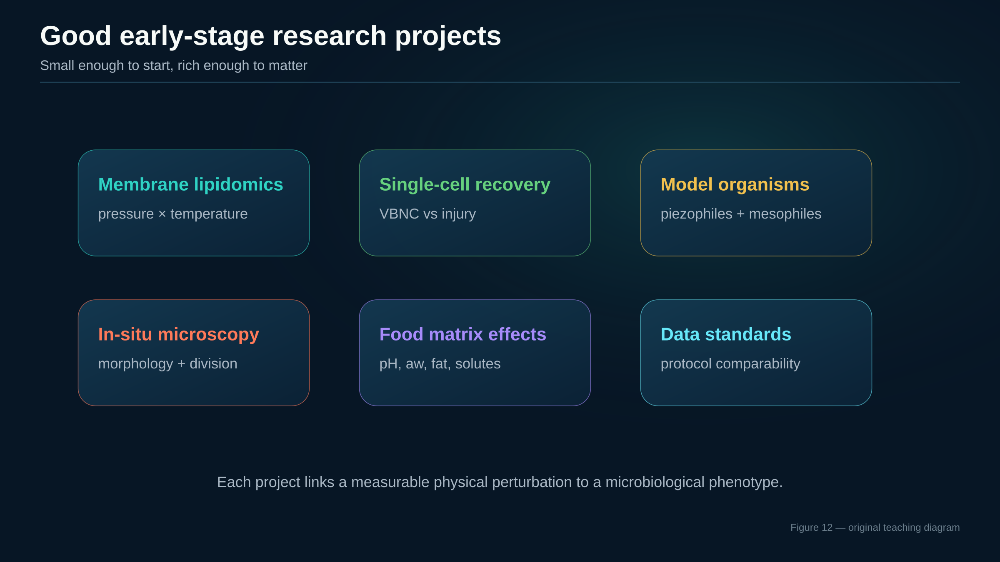 Good early-stage research projects
Small enough to start, rich enough to matter
Membrane lipidomics
pressure × temperature
Single-cell recovery
VBNC vs injury
Model organisms
piezophiles + mesophiles
In-situ microscopy
morphology + division
Food matrix effects
pH, aw, fat, solutes
Data standards
protocol comparability
Each project links a measurable physical perturbation to a microbiological phenotype.
Figure 12 — original teaching diagram